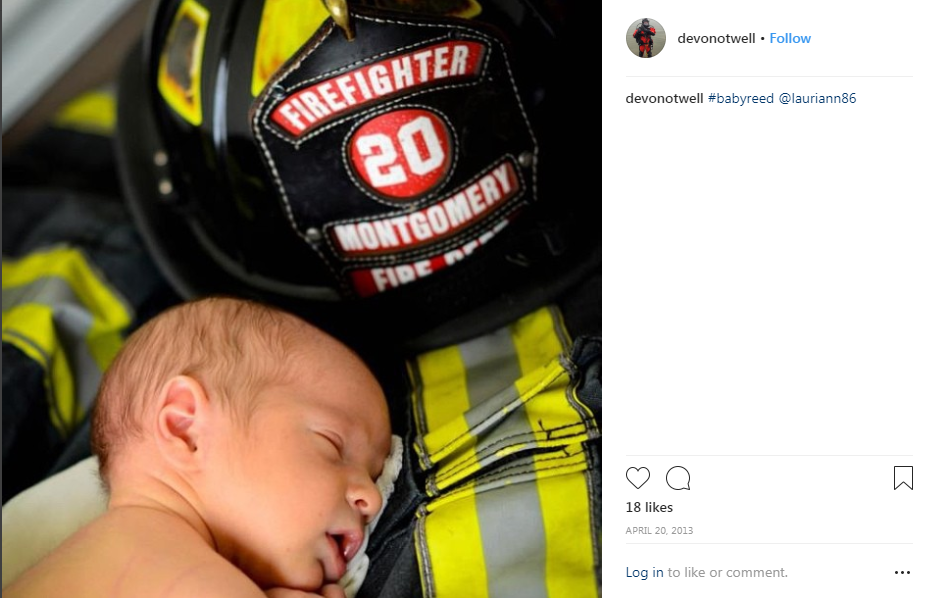 FIREFIGHTER
20
MONTGOMERY
FIRE
devonotwell • Follow
devonotwell #babyreed @lauriann86
18 likes
APRIL 20, 2013
Log in to like or comment.